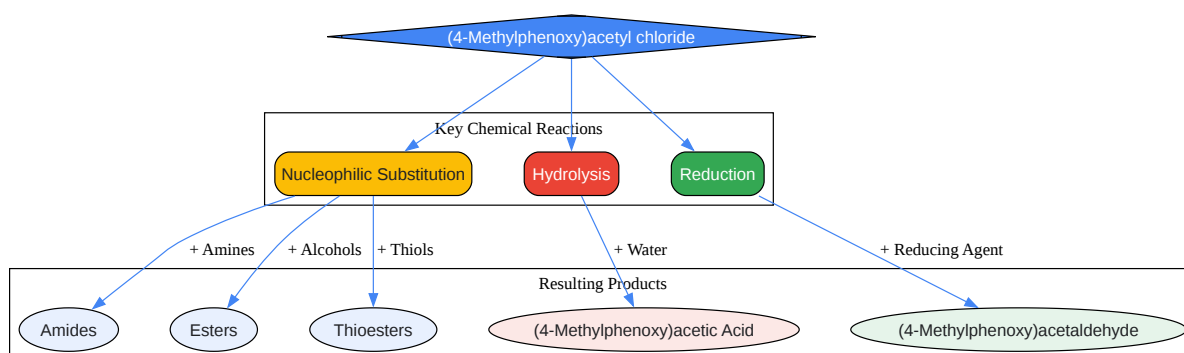 (4-Methylphenoxy)acetyl chloride
Key Chemical Reactions
Nucleophilic Substitution
Hydrolysis
Reduction
+ Amines
+ Alcohols
+ Thiols
+ Water
+ Reducing Agent
Resulting Products
Amides
Esters
Thioesters
(4-Methylphenoxy)acetic Acid
(4-Methylphenoxy)acetaldehyde